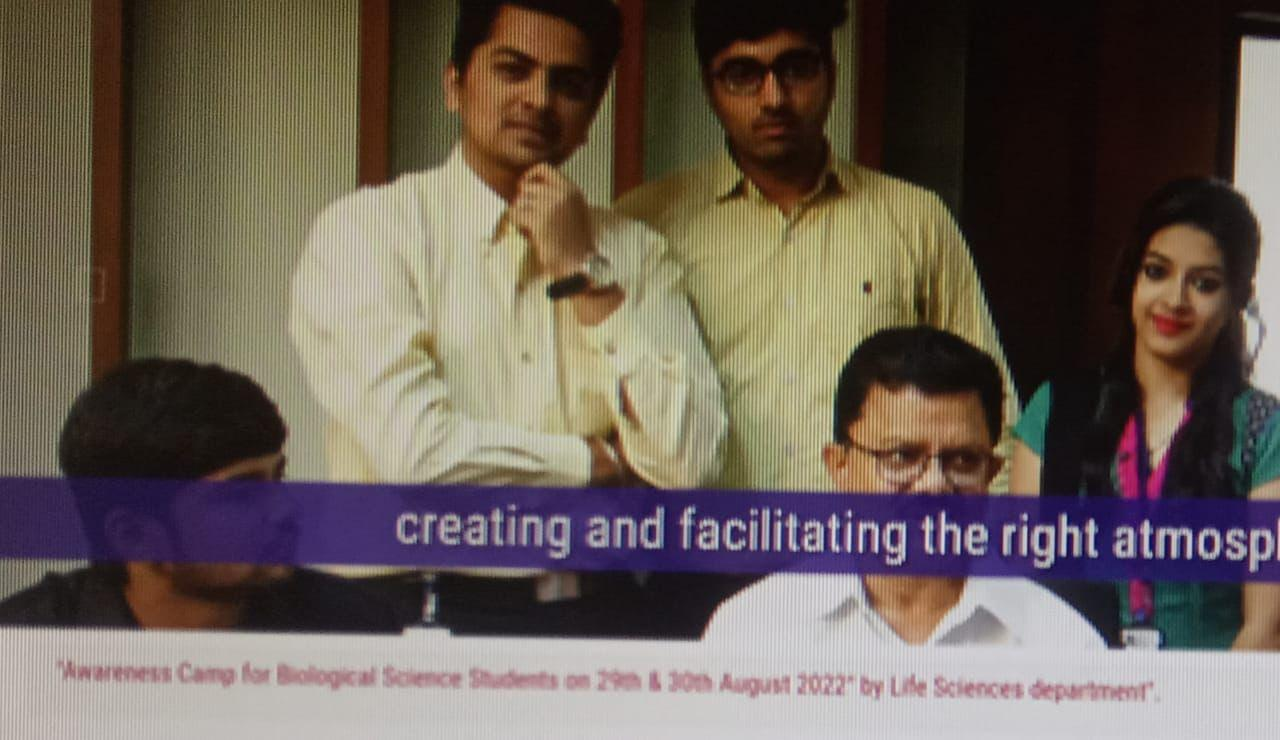 creating and facilitating the right atmosp
"Awareness Camp for Biological Science Students on 29th & 30th August 2022" by Life Sciences department".